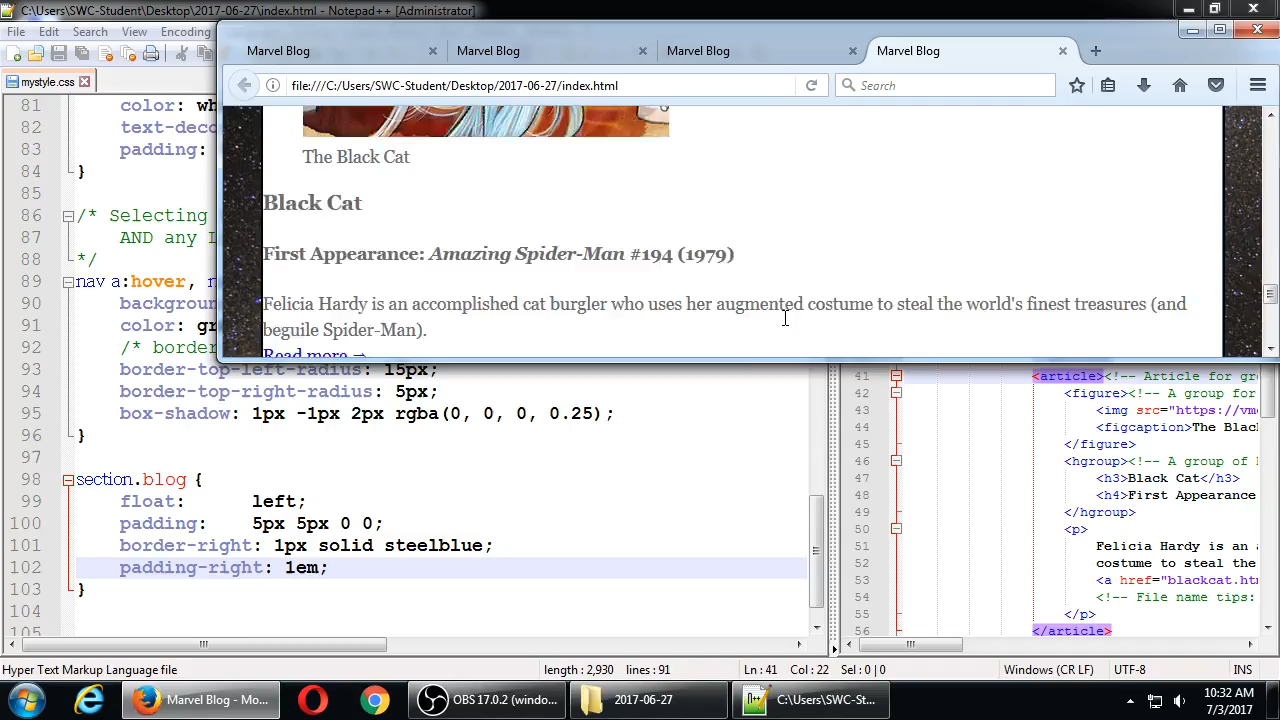 C:\Users\SWC-Student\Desktop\2017-06-27\index.html - Notepad++ [Administrator]
File Edit Search View Encoding
mystyle.css
Marvel Blog
Marvel Blog
Marvel Blog
Marvel Blog
file:///C:/Users/SWC-Student/Desktop/2017-06-27/index.html
Search
The Black Cat
Black Cat
First Appearance: Amazing Spider-Man #194 (1979)
Felicia Hardy is an accomplished cat burgler who uses her augmented costume to steal the world's finest treasures (and
beguile Spider-Man).
Read more →
81 color: wh
82 text-deco
83 padding:
84 }
85
86 /* Selecting
87 AND any
88 */
89 nav a:hover,
90 background
91 color: gr
/* border
93 border-top-left-radius: 15px;
94 border-top-right-radius: 5px;
95 box-shadow: 1px -1px 2px rgba(0, 0, 0, 0.25);
96 }
97
98 section.blog {
99 float: left;
100 padding: 5px 5px 0 0;
101 border-right: 1px solid steelblue;
102 padding-right: 1em;
103 }
104
105
41 <article><!-- Article for gr
42 <figure><!-- A group for
43 <img src="https://vm
44 <figcaption>The Blac
45 </figure>
46 <hgroup><!-- A group of
47 <h3>Black Cat</h3>
48 <h4>First Appearance
49 </hgroup>
50 <p>
51 Felicia Hardy is an
52 costume to steal the
53 <a href="blackcat.ht
54 <!-- File name tips:
55 </p>
56 </article>
Hyper Text Markup Language file length : 2,930 lines : 91 Ln : 41 Col : 22 Sel : 0 | 0 Windows (CR LF) UTF-8 INS
Marvel Blog - Mo...
OBS 17.0.2 (windo...
2017-06-27
C:\Users\SWC-St...
10:32 AM
7/3/2017